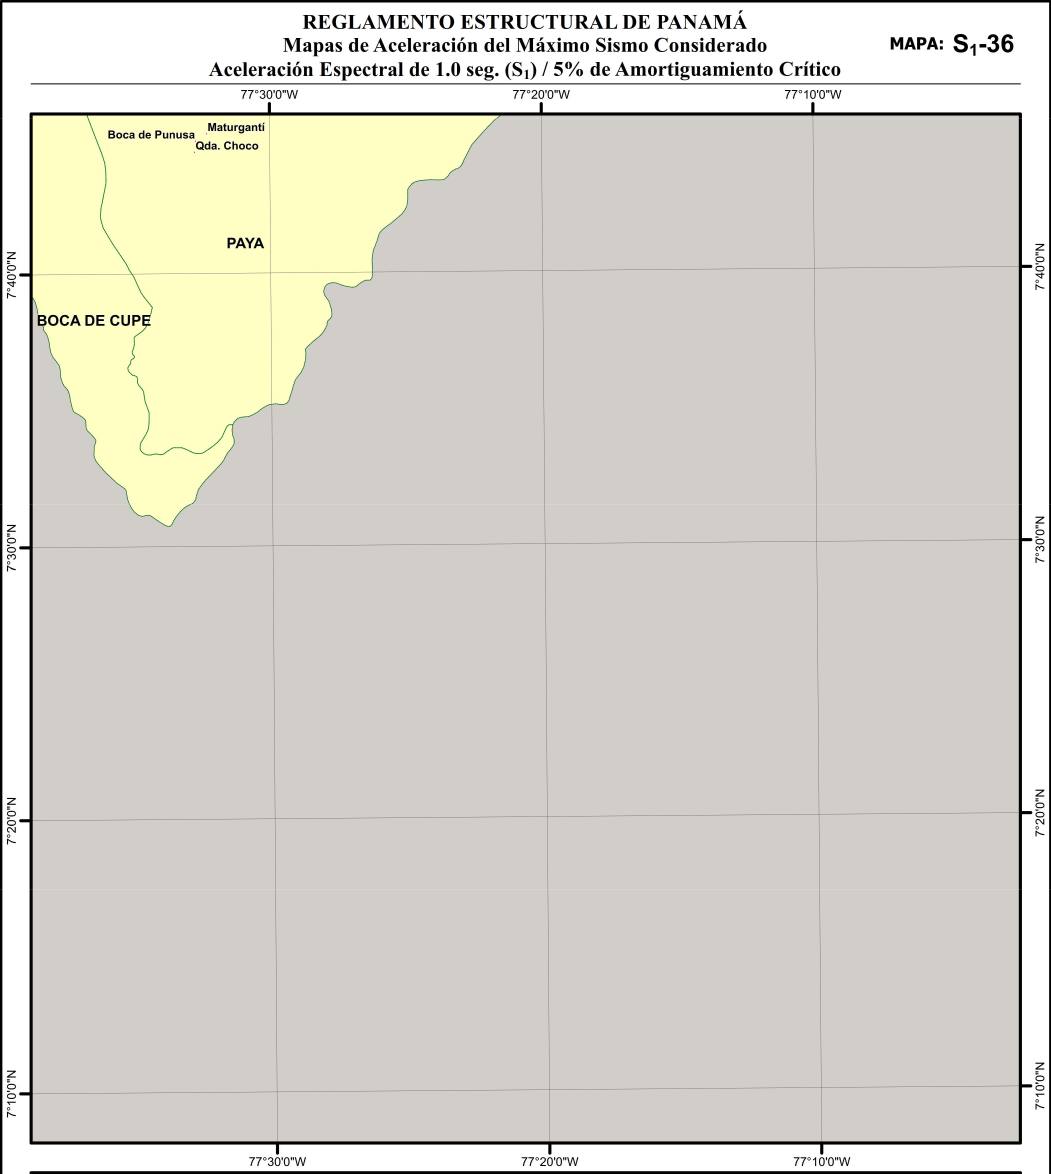 REGLAMENTO ESTRUCTURAL DE PANAMÁ
Mapas de Aceleración del Máximo Sismo Considerado
MAPA: S₁-36
Aceleración Espectral de 1.0 seg. (S₁) / 5% de Amortiguamiento Crítico
77°30'0"W 77°20'0"W 77°10'0"W
Maturgantí
Boca de Punusa
Qda. Choco
PAYA
7°40'0"N 7°40'0"N
BOCA DE CUPE
7°30'0"N 7°30'0"N
7°20'0"N 7°20'0"N
7°10'0"N 7°10'0"N
77°30'0"W 77°20'0"W 77°10'0"W